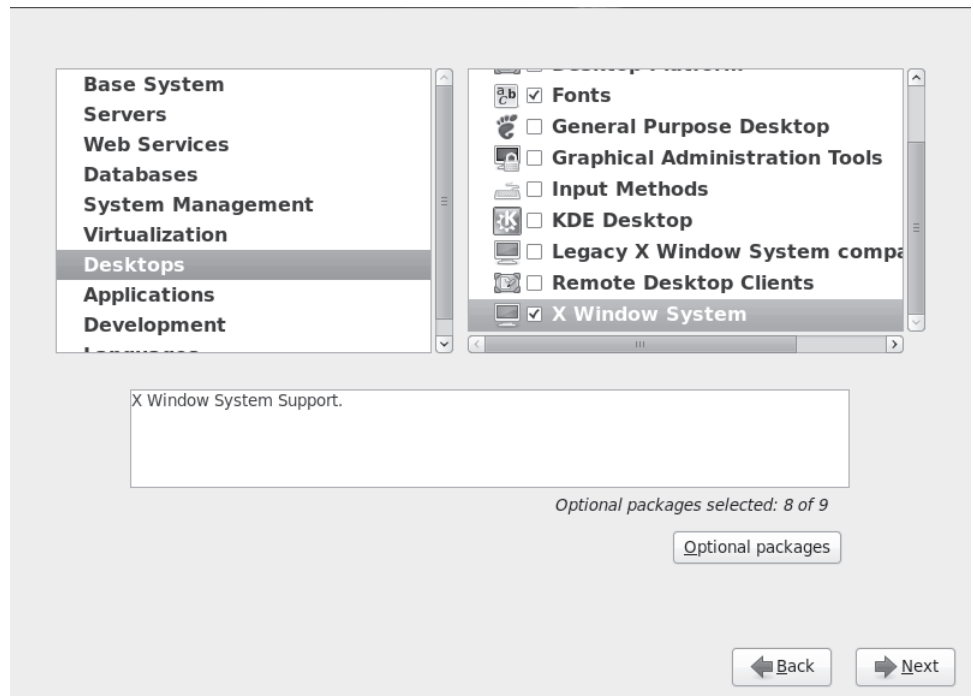 Base System
Servers
Web Services
Databases
System Management
Virtualization
Desktops
Applications
Development
Fonts
General Purpose Desktop
Graphical Administration Tools
Input Methods
KDE Desktop
Legacy X Window System compa
Remote Desktop Clients
X Window System
X Window System Support.
Optional packages selected: 8 of 9
Optional packages
Back
Next